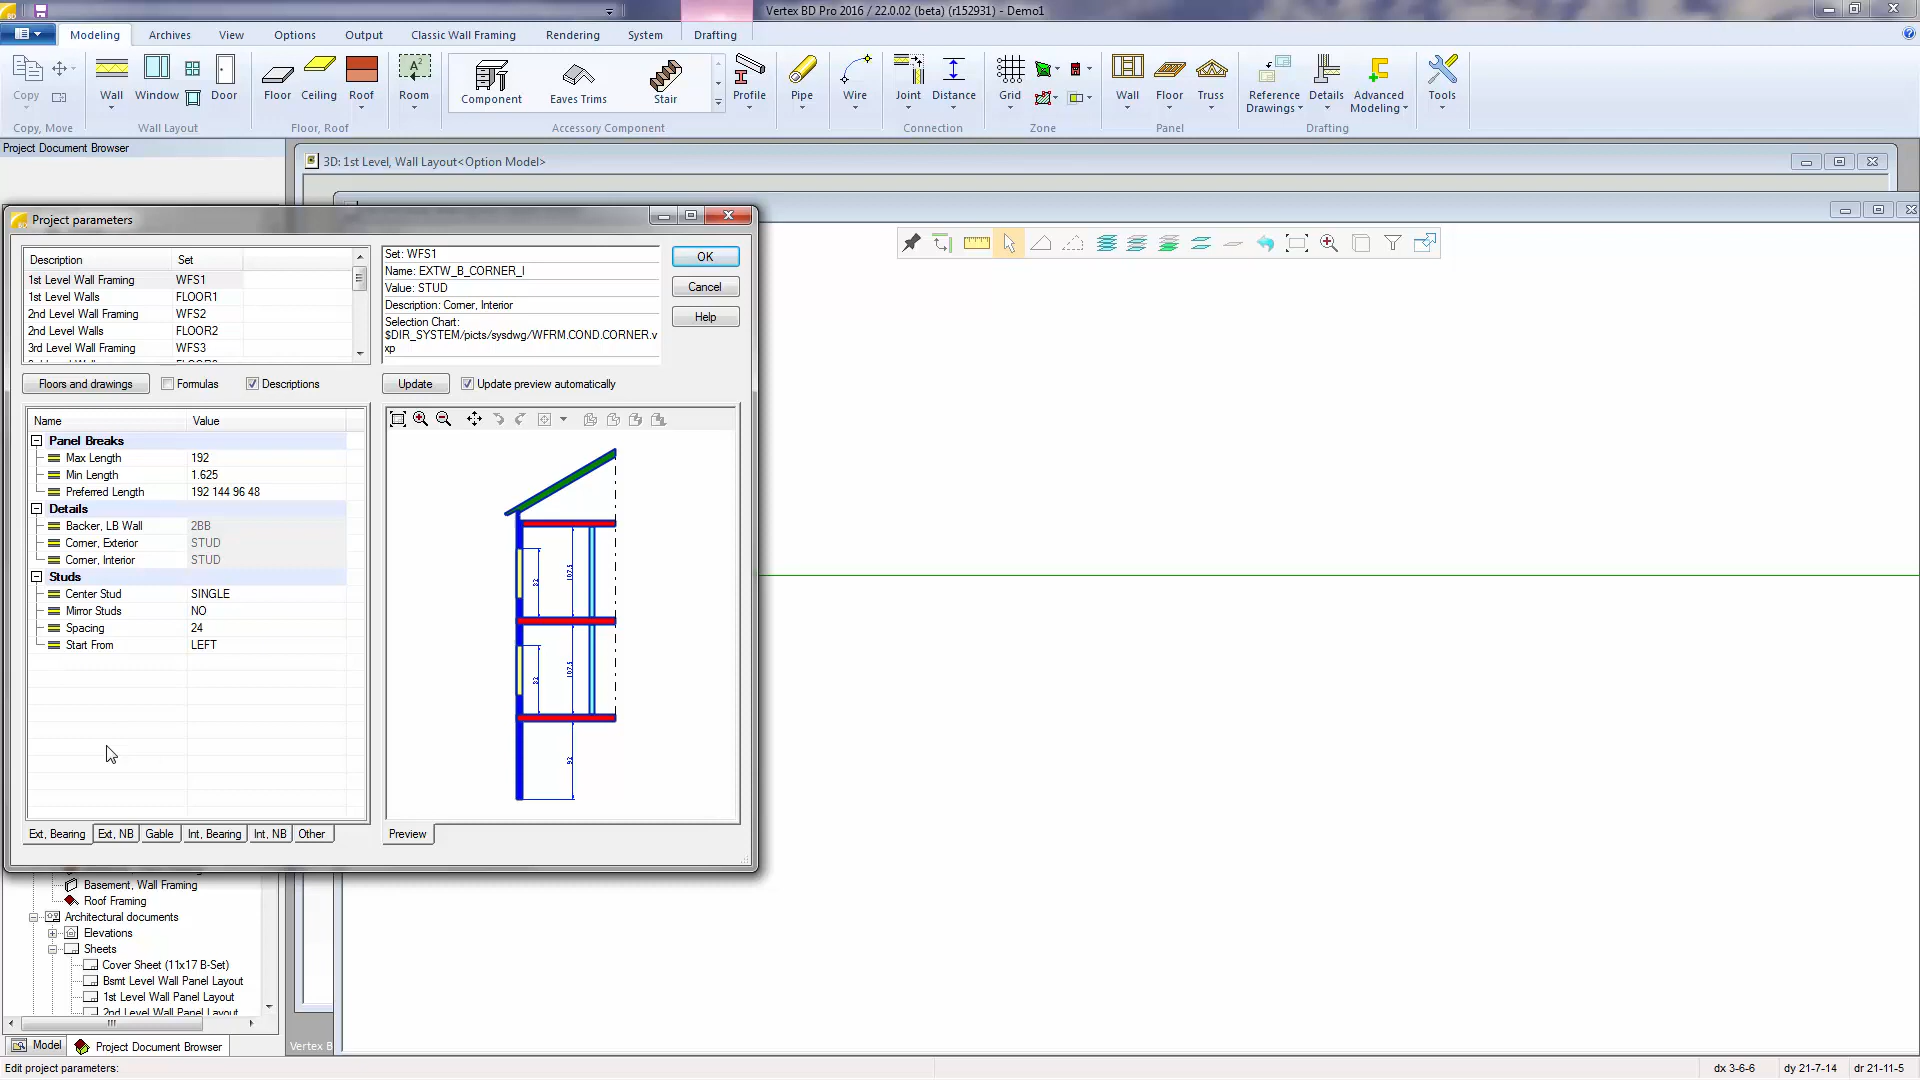 Vertex BD Pro 2016 / 22.0.02 (beta) (r152931) - Demo1
Modeling Archives View Options Output Classic Wall Framing Rendering System Drafting
Copy Wall Window Door Floor Ceiling Roof Room Component Eaves Trims Stair Profile Pipe Wire Joint Distance Grid Wall Floor Truss Reference Drawings Details Advanced Modeling Tools
Copy, Move Wall Layout Floor, Roof Accessory Component Connection Zone Panel Drafting
Project Document Browser
3D: 1st Level, Wall Layout<Option Model>
Project parameters
Description Set
1st Level Wall Framing WFS1
1st Level Walls FLOOR1
2nd Level Wall Framing WFS2
2nd Level Walls FLOOR2
3rd Level Wall Framing WFS3
Set: WFS1
Name: EXTW_B_CORNER_I
Value: STUD
Description: Corner, Interior
Selection Chart:
$DIR_SYSTEM/picts/sysdwg/WFRM.COND.CORNER.v
xp
OK
Cancel
Help
Floors and drawings Formulas Descriptions
Update Update preview automatically
Name Value
Panel Breaks
Max Length 192
Min Length 1.625
Preferred Length 192 144 96 48
Details
Backer, LB Wall 2BB
Corner, Exterior STUD
Corner, Interior STUD
Studs
Center Stud SINGLE
Mirror Studs NO
Spacing 24
Start From LEFT
107.5
107.5
92
Ext, Bearing Ext, NB Gable Int, Bearing Int, NB Other
Preview
Basement, Wall Framing
Roof Framing
Architectural documents
Elevations
Sheets
Cover Sheet (11x17 B-Set)
Bsmt Level Wall Panel Layout
1st Level Wall Panel Layout
2nd Level Wall Panel Layout
Model Project Document Browser
Vertex B
Edit project parameters:
dx 3-6-6 dy 21-7-14 dr 21-11-5